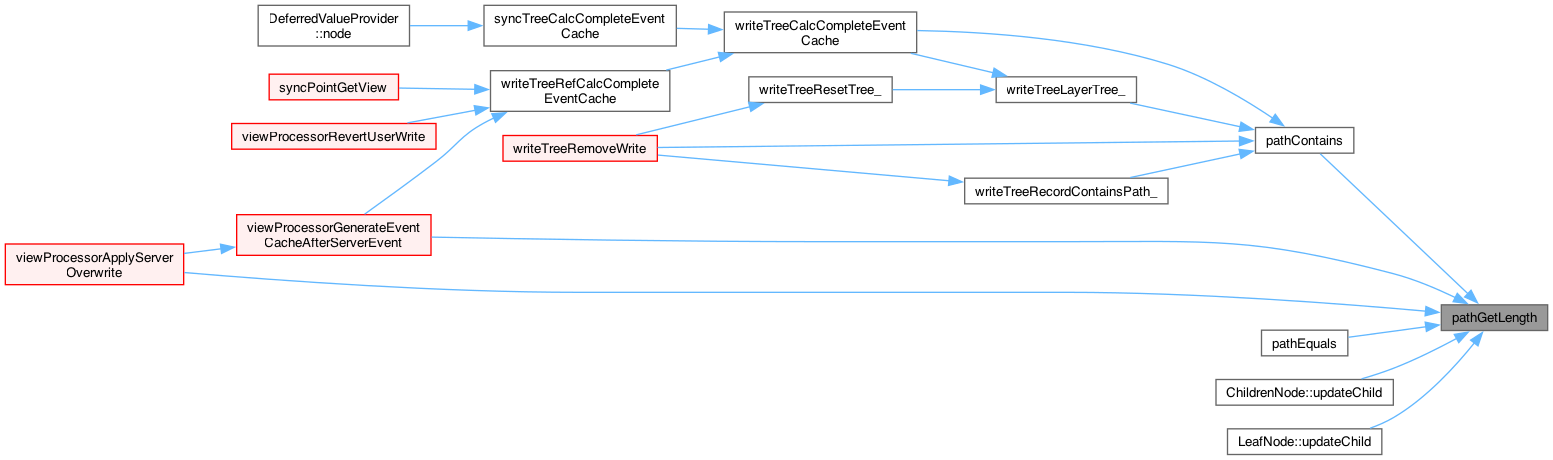 DeferredValueProvider
::node
syncTreeCalcCompleteEvent
Cache
writeTreeCalcCompleteEvent
Cache
syncPointGetView
writeTreeRefCalcComplete
EventCache
writeTreeResetTree_
writeTreeLayerTree_
viewProcessorRevertUserWrite
writeTreeRemoveWrite
pathContains
writeTreeRecordContainsPath_
viewProcessorGenerateEvent
CacheAfterServerEvent
viewProcessorApplyServer
Overwrite
pathGetLength
pathEquals
ChildrenNode::updateChild
LeafNode::updateChild